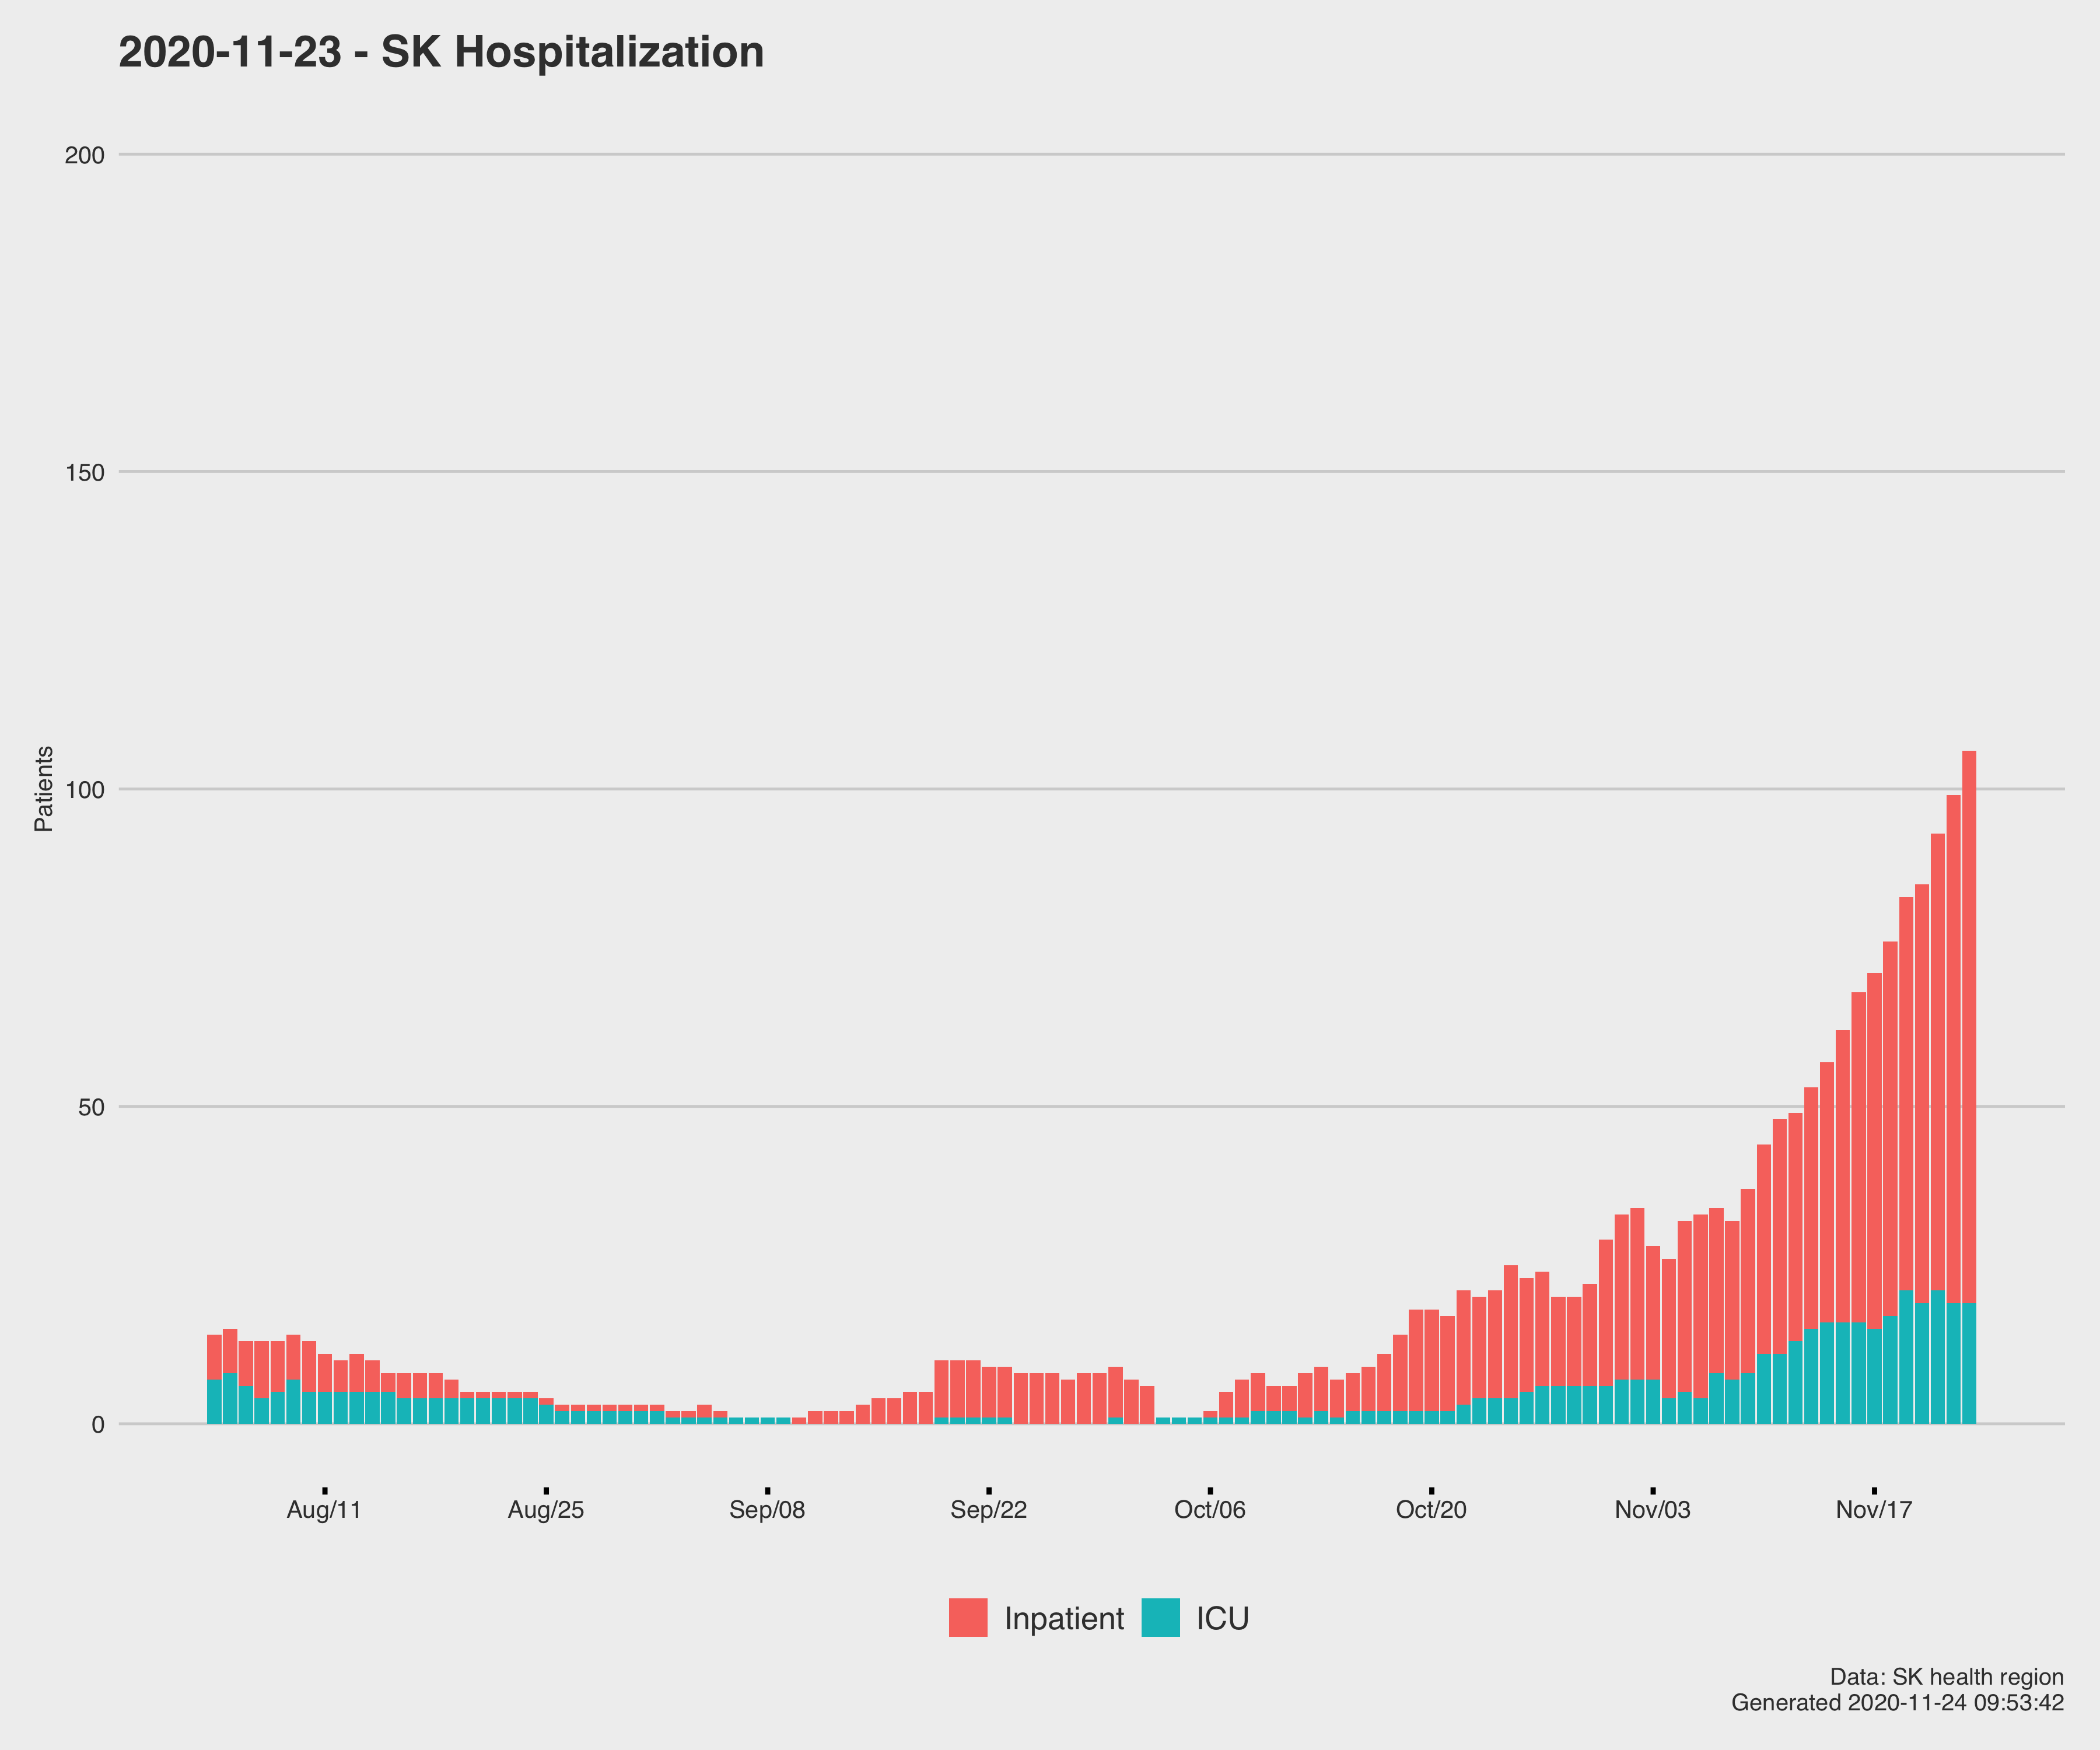 2020-11-23 - SK Hospitalization
200
150
100
50
0
Patients
Aug/11 Aug/25 Sep/08 Sep/22 Oct/06 Oct/20 Nov/03 Nov/17
Inpatient ICU
Data: SK health region
Generated 2020-11-24 09:53:42